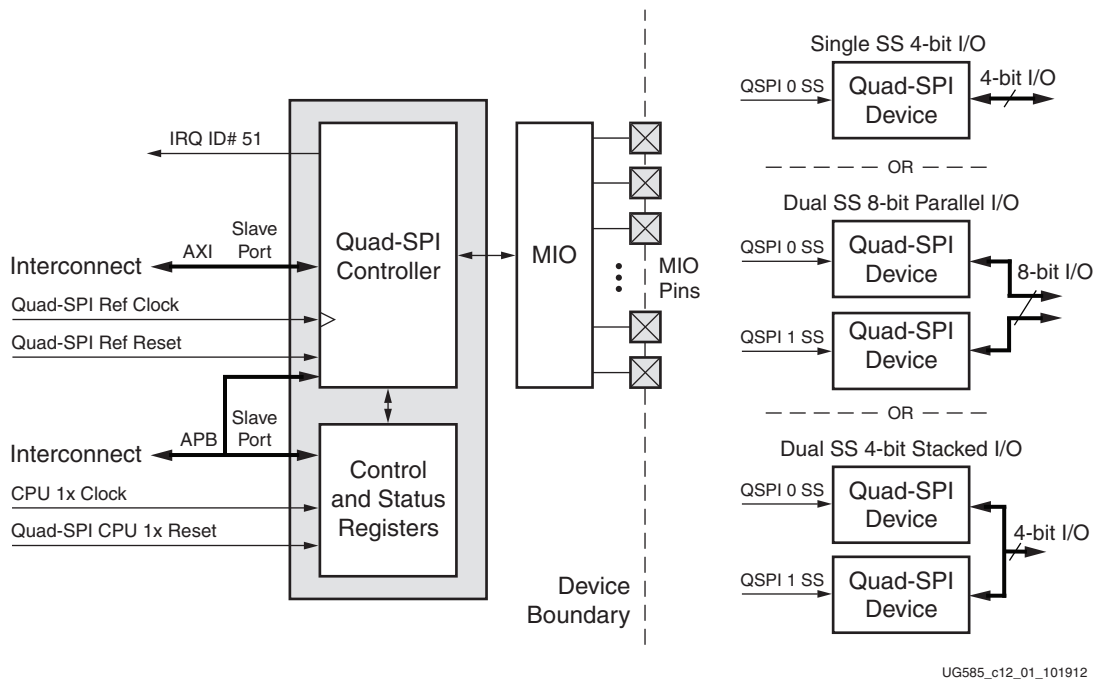 IRQ ID# 51
Interconnect
AXI
Slave
Port
Quad-SPI Ref Clock
Quad-SPI Ref Reset
Quad-SPI
Controller
Interconnect
APB
Slave
Port
CPU 1x Clock
Quad-SPI CPU 1x Reset
Control
and Status
Registers
MIO
MIO
Pins
Device
Boundary
Single SS 4-bit I/O
QSPI 0 SS
Quad-SPI
Device
4-bit I/O
OR
Dual SS 8-bit Parallel I/O
QSPI 0 SS
Quad-SPI
Device
8-bit I/O
QSPI 1 SS
Quad-SPI
Device
OR
Dual SS 4-bit Stacked I/O
QSPI 0 SS
Quad-SPI
Device
4-bit I/O
QSPI 1 SS
Quad-SPI
Device
UG585_c12_01_101912